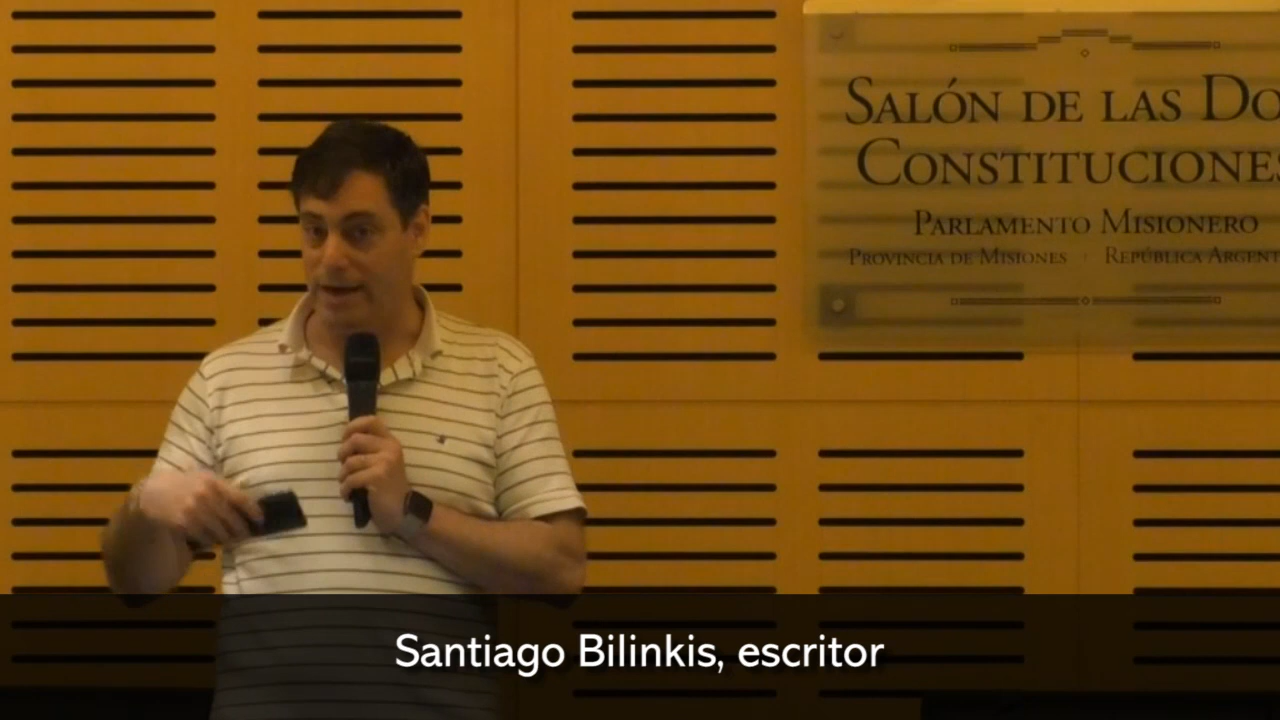 SALÓN DE LAS DO
CONSTITUCIONES
PARLAMENTO MISIONERO
PROVINCIA DE MISIONES REPÚBLICA ARGENT
Santiago Bilinkis, escritor